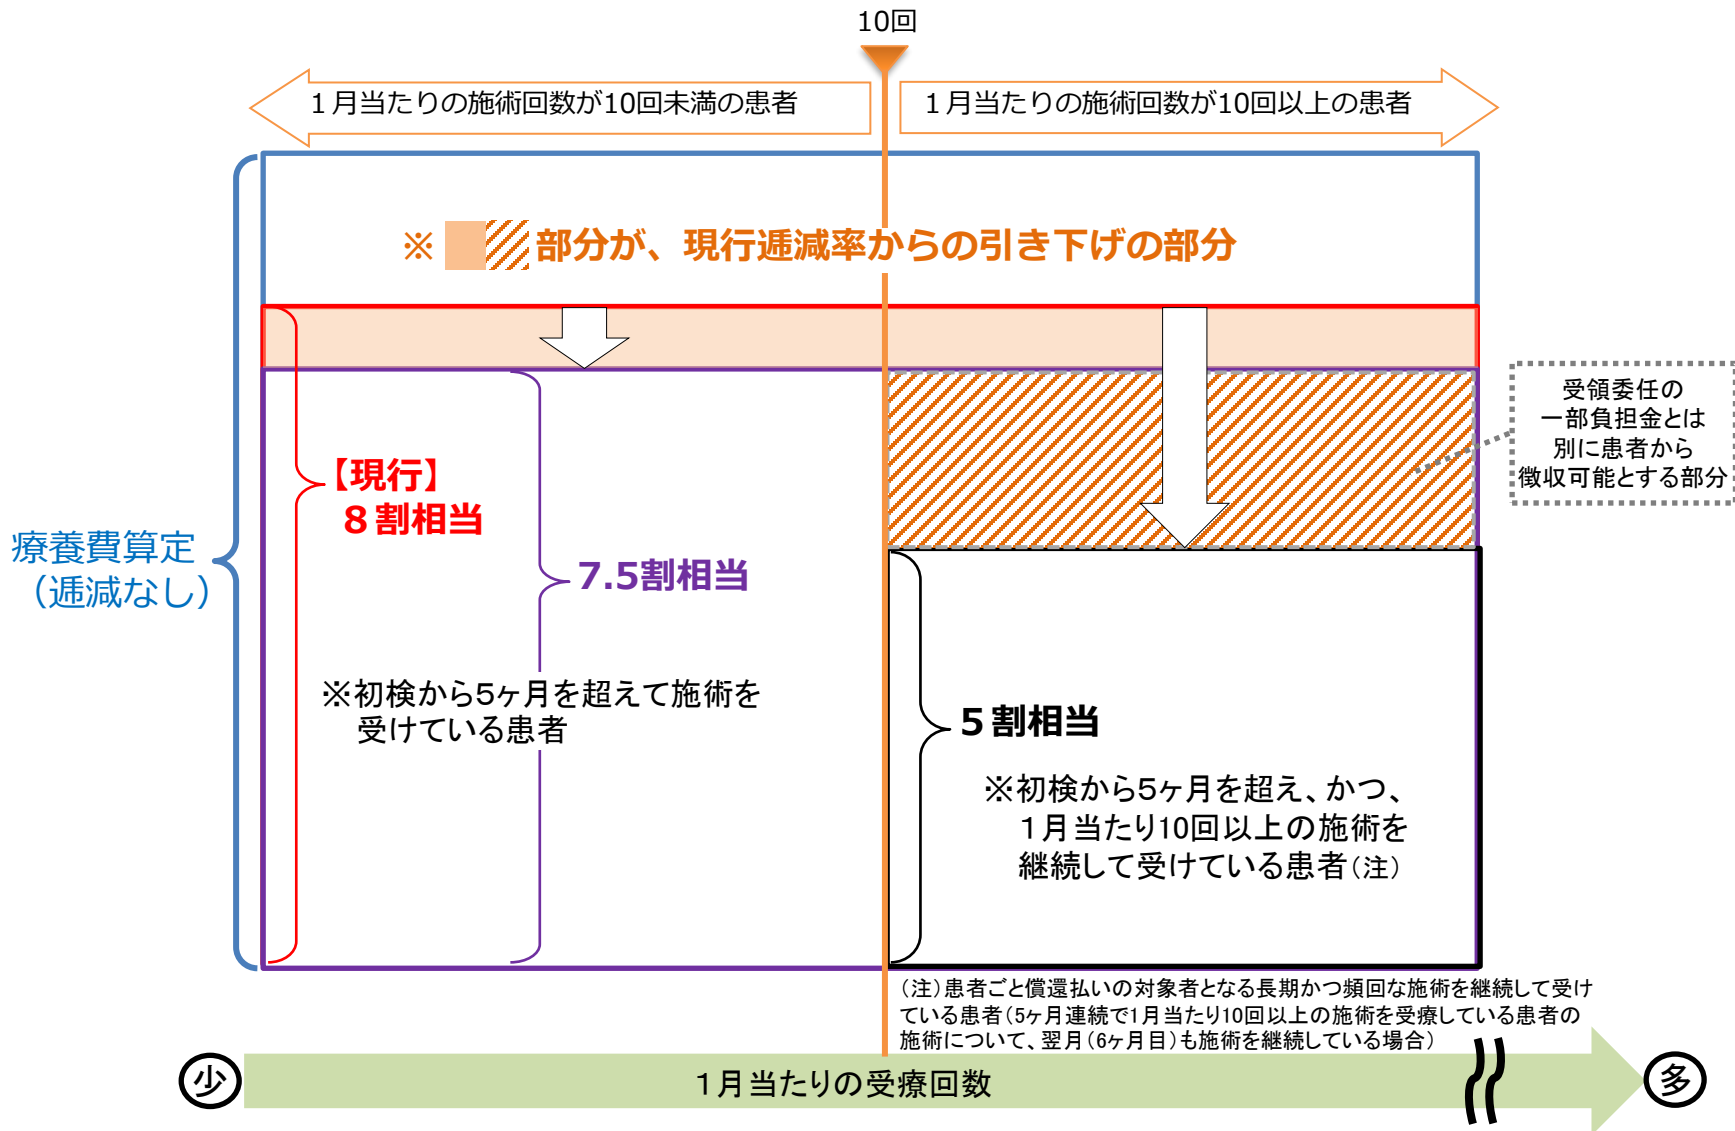 10回
１月当たりの施術回数が10回未満の患者
１月当たりの施術回数が10回以上の患者
※ 部分が、現行逓減率からの引き下げの部分
受領委任の
一部負担金とは
別に患者から
徴収可能とする部分
【現行】
８割相当
療養費算定
（逓減なし）
7.5割相当
※初検から5ヶ月を超えて施術を
受けている患者
５割相当
※初検から5ヶ月を超え、かつ、
１月当たり10回以上の施術を
継続して受けている患者（注）
（注）患者ごと償還払いの対象者となる長期かつ頻回な施術を継続して受け
ている患者（5ヶ月連続で1月当たり10回以上の施術を受療している患者の
施術について、翌月（6ヶ月目）も施術を継続している場合）
少
１月当たりの受療回数
多